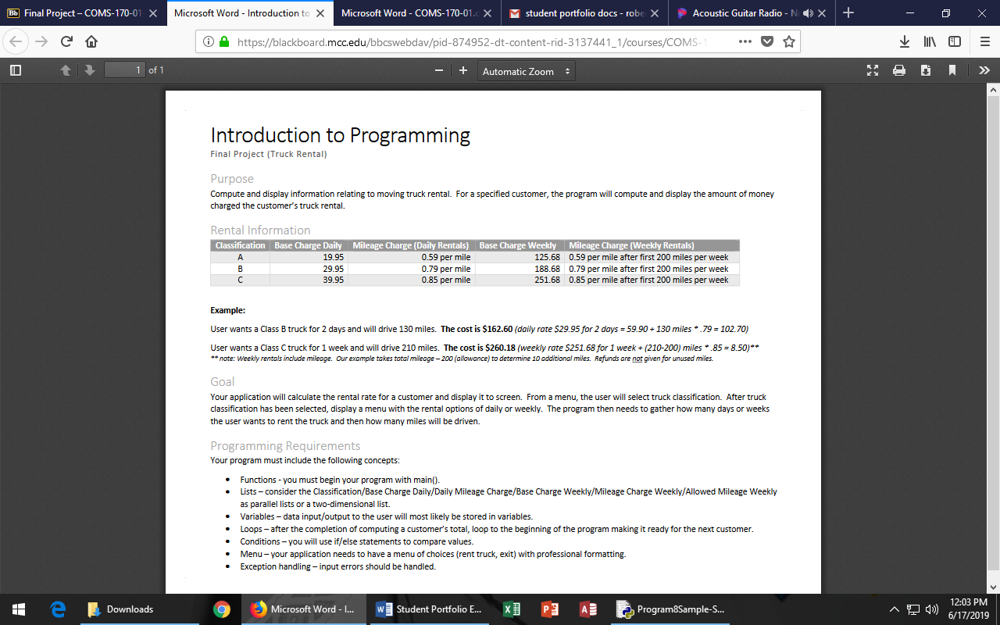 Final Project – COMS-170-01
Microsoft Word - Introduction to
Microsoft Word - COMS-170-01.
student portfolio docs - robe
Acoustic Guitar Radio - N
https://blackboard.mcc.edu/bbcswebdav/pid-874952-dt-content-rid-3137441_1/courses/COMS-1
1 of 1
Automatic Zoom
Introduction to Programming
Final Project (Truck Rental)
Purpose
Compute and display information relating to moving truck rental. For a specified customer, the program will compute and display the amount of money
charged the customer's truck rental.
Rental Information
Classification Base Charge Daily Mileage Charge (Daily Rentals) Base Charge Weekly Mileage Charge (Weekly Rentals)
A 19.95 0.59 per mile 125.68 0.59 per mile after first 200 miles per week
B 29.95 0.79 per mile 188.68 0.79 per mile after first 200 miles per week
C 39.95 0.85 per mile 251.68 0.85 per mile after first 200 miles per week
Example:
User wants a Class B truck for 2 days and will drive 130 miles. The cost is $162.60 (daily rate $29.95 for 2 days = 59.90 + 130 miles * .79 = 102.70)
User wants a Class C truck for 1 week and will drive 210 miles. The cost is $260.18 (weekly rate $251.68 for 1 week + (210-200) miles * .85 = 8.50)**
** note: Weekly rentals include mileage. Our example takes total mileage – 200 (allowance) to determine 10 additional miles. Refunds are not given for unused miles.
Goal
Your application will calculate the rental rate for a customer and display it to screen. From a menu, the user will select truck classification. After truck
classification has been selected, display a menu with the rental options of daily or weekly. The program then needs to gather how many days or weeks
the user wants to rent the truck and then how many miles will be driven.
Programming Requirements
Your program must include the following concepts:
• Functions - you must begin your program with main().
• Lists – consider the Classification/Base Charge Daily/Daily Mileage Charge/Base Charge Weekly/Mileage Charge Weekly/Allowed Mileage Weekly
as parallel lists or a two-dimensional list.
• Variables – data input/output to the user will most likely be stored in variables.
• Loops – after the completion of computing a customer's total, loop to the beginning of the program making it ready for the next customer.
• Conditions – you will use if/else statements to compare values.
• Menu – your application needs to have a menu of choices (rent truck, exit) with professional formatting.
• Exception handling – input errors should be handled.
Downloads
Microsoft Word - I...
Student Portfolio E...
Program8Sample-S...
12:03 PM
6/17/2019